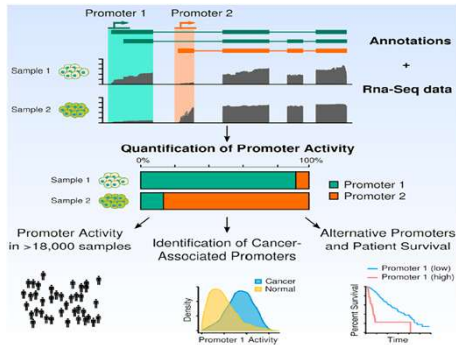 Promoter 1 Promoter 2
Annotations
+
Rna-Seq data
Sample 1
Sample 2
Quantification of Promoter Activity
0% 100%
Sample 1
Sample 2
Promoter 1
Promoter 2
Promoter Activity
in >18,000 samples
Identification of Cancer-
Associated Promoters
Alternative Promoters
and Patient Survival
Cancer
Normal
Density
Promoter 1 Activity
Promoter 1 (low)
Promoter 1 (high)
Percent Survival
Time